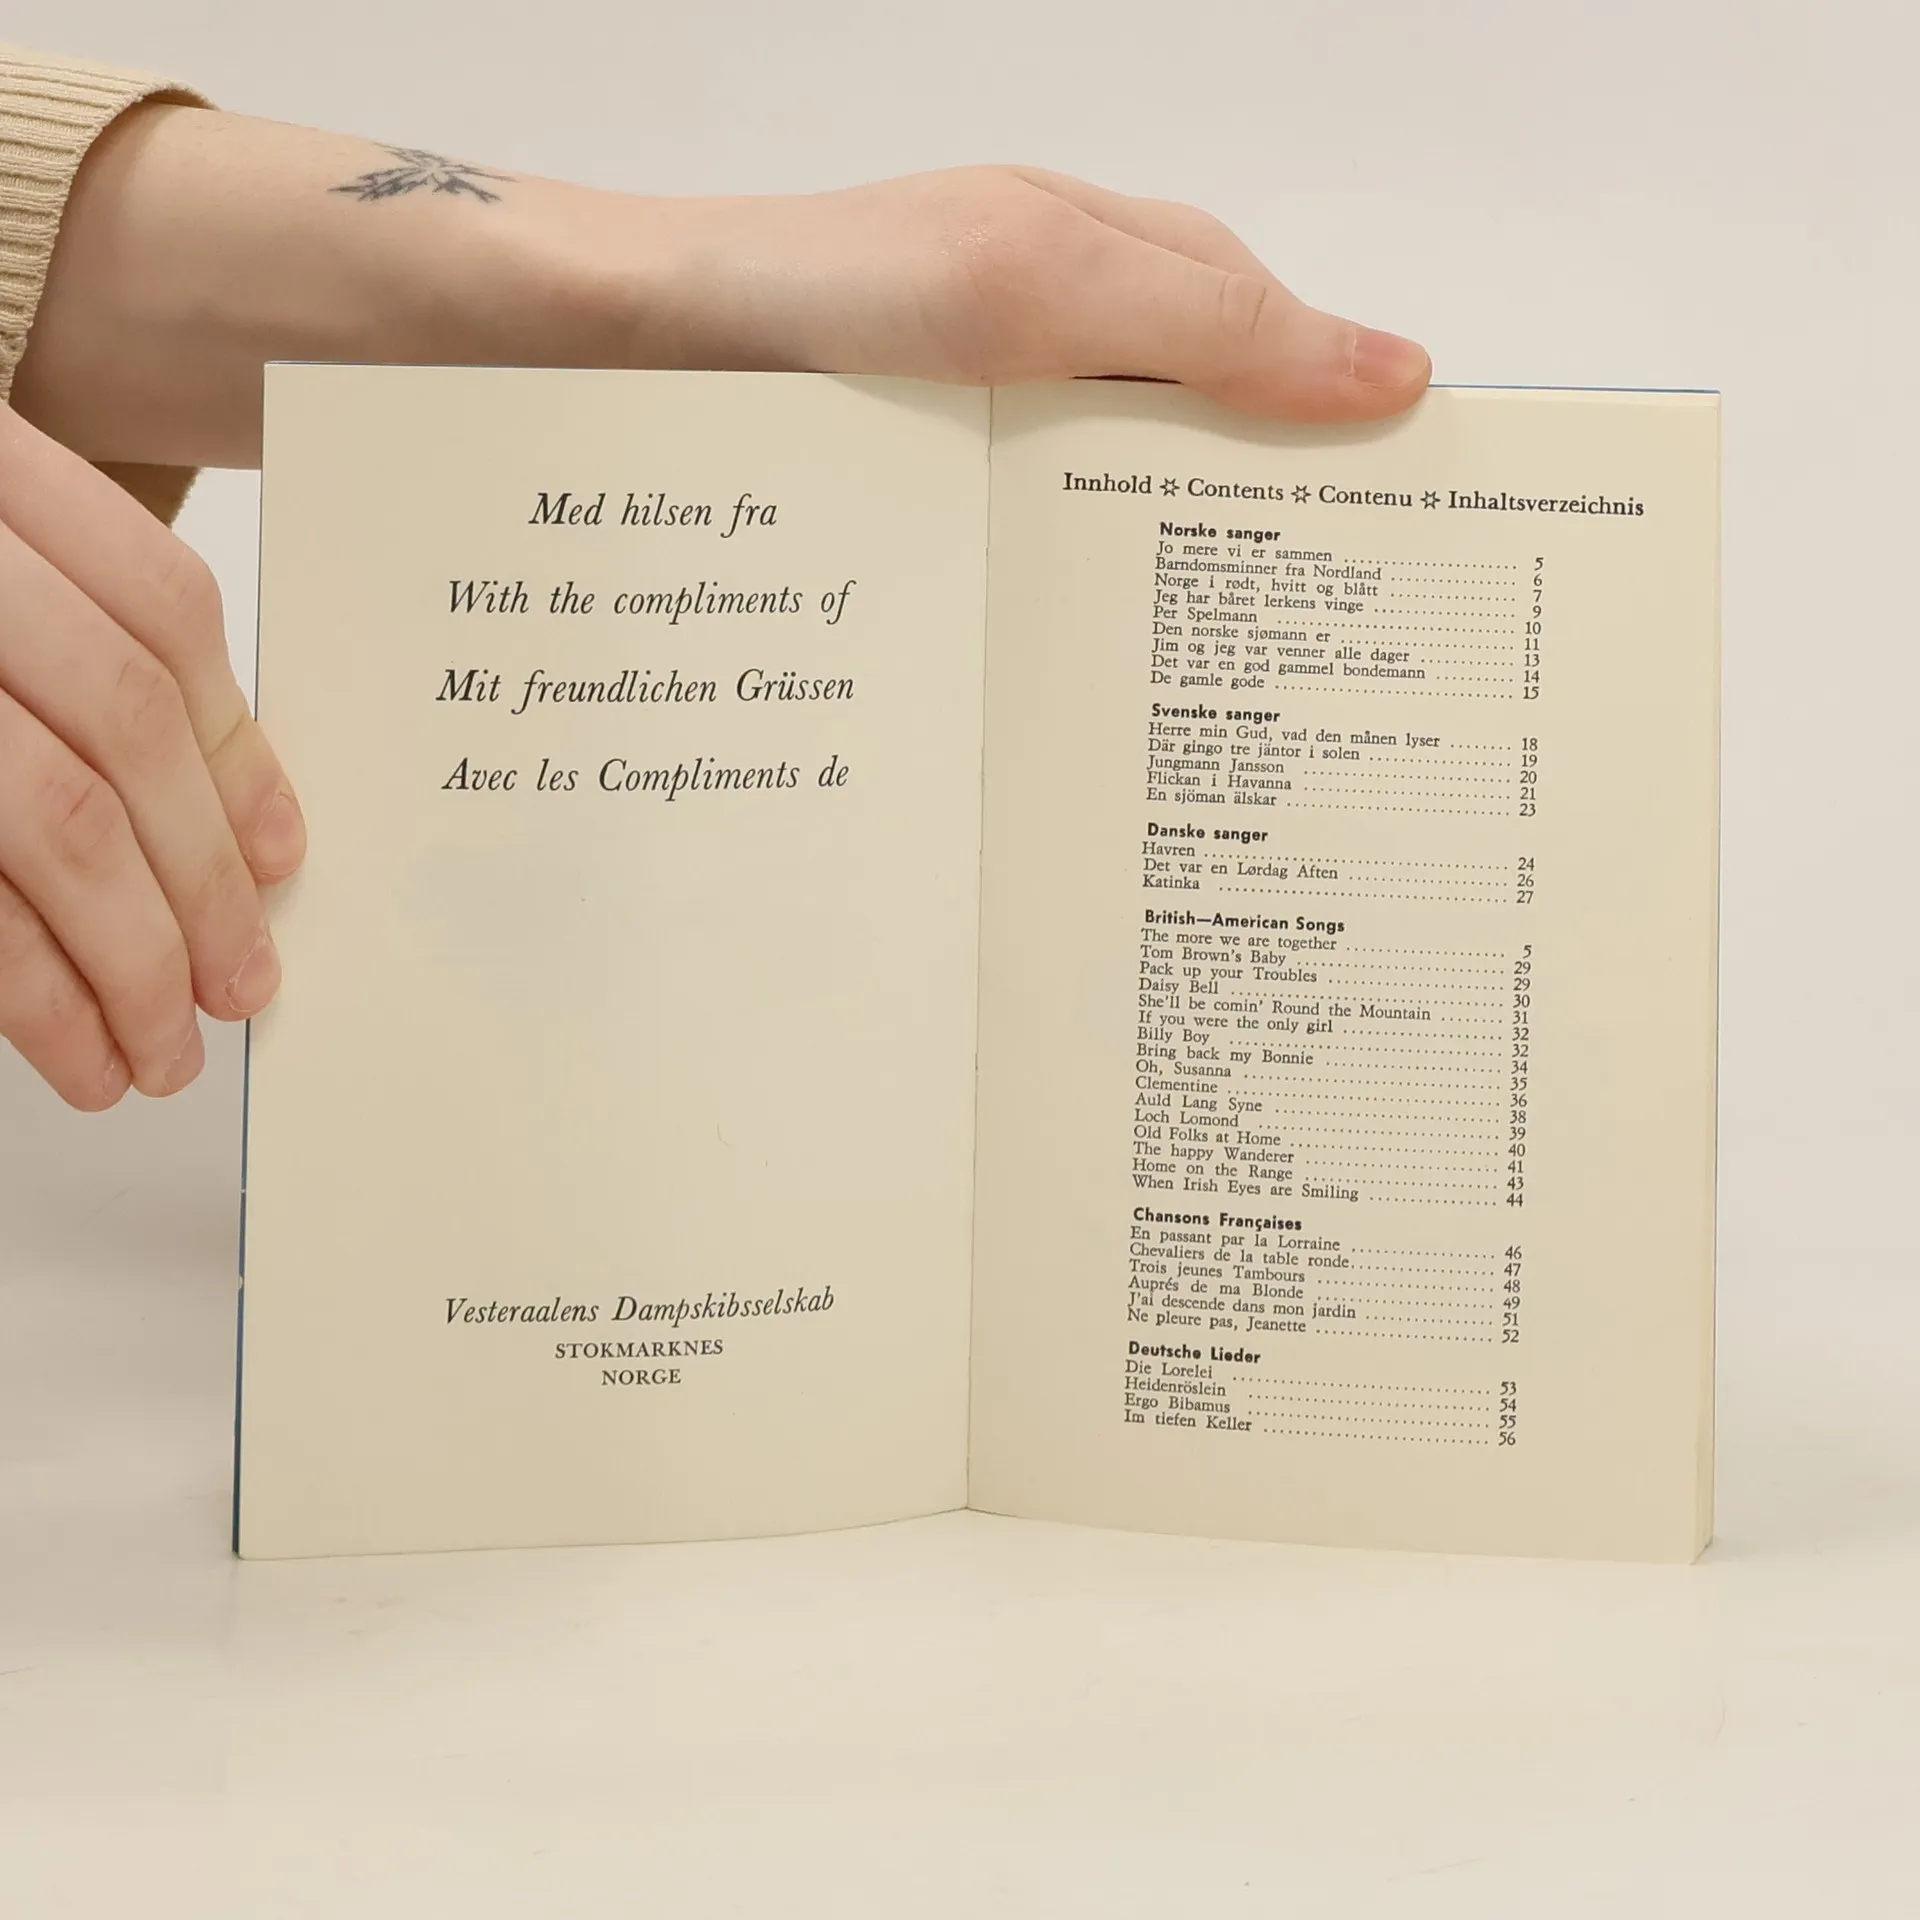 Med hilsen fra
With the compliments of
Mit freundlichen Grüssen
Avec les Compliments de
Vesteraalens Dampskibsselskab
STOKMARKNES
NORGE
Innhold ✡ Contents ✡ Contenu ✡ Inhaltsverzeichnis
Norske sanger
Jo mere vi er sammen ........................ 5
Barndomsminner fra Nordland ................ 6
Norge i rødt, hvitt og blått ................ 7
Jeg har båret lerkens vinge .................. 9
Per Spelmann .............................. 10
Den norske sjømann er ...................... 11
Jim og jeg var venner alle dager ............ 13
Det var en god gammel bondemann .......... 14
De gamle gode .............................. 15
Svenske sanger
Herre min Gud, vad den månen lyser ........ 18
Där gingo tre jäntor i solen .................. 19
Jungmann Jansson .......................... 20
Flickan i Havanna .......................... 21
En sjöman älskar ............................ 23
Danske sanger
Havren .................................... 24
Det var en Lørdag Aften .................... 26
Katinka .................................... 27
British—American Songs
The more we are together .................... 5
Tom Brown's Baby .......................... 29
Pack up your Troubles ...................... 29
Daisy Bell .................................. 30
She'll be comin' Round the Mountain ........ 31
If you were the only girl .................... 32
Billy Boy .................................. 32
Bring back my Bonnie ...................... 34
Oh, Susanna ................................ 35
Clementine ................................ 36
Auld Lang Syne ............................ 38
Loch Lomond .............................. 39
Old Folks at Home .......................... 40
The happy Wanderer ........................ 41
Home on the Range ........................ 43
When Irish Eyes are Smiling ................ 44
Chansons Françaises
En passant par la Lorraine .................. 46
Chevaliers de la table ronde.................. 47
Trois jeunes Tambours ...................... 48
Auprés de ma Blonde ...................... 49
J'ai descende dans mon jardin ................ 51
Ne pleure pas, Jeanette ...................... 52
Deutsche Lieder
Die Lorelei ................................ 53
Heidenröslein .............................. 54
Ergo Bibamus .............................. 55
Im tiefen Keller ............................ 56